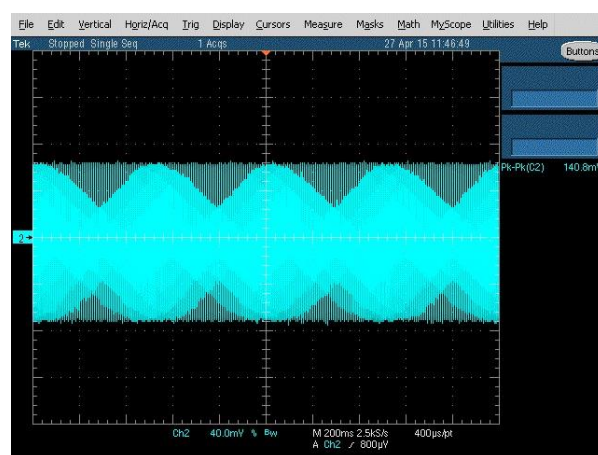 File Edit Vertical Horiz/Acq Trig Display Cursors Measure Masks Math MyScope Utilities Help
Tek Stopped Single Seq 1 Acqs 27 Apr 15 11:46:49 Buttons
Pk-Pk(C2) 140.8mV
2
Ch2 40.0mV % Bw M 200ms 2.5kS/s 400µs/pt
A Ch2 / 800µV